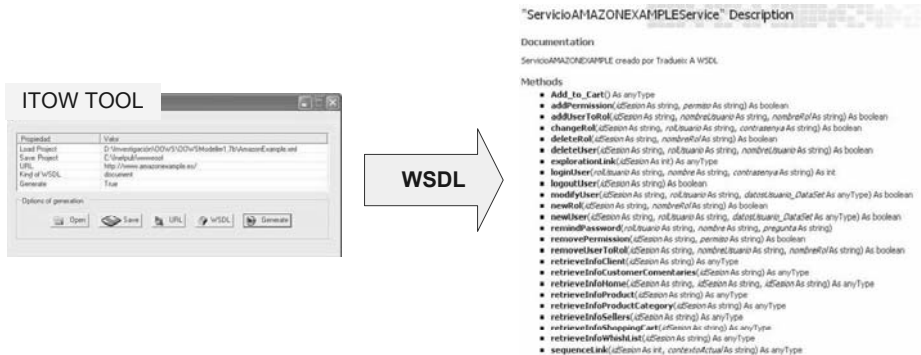 ITOW TOOL
Propiedad Valor
Load Project D:\Investigación\OOWS\OOWSModeller1.7b\AmazonExample.xml
Save Project C:\Inetpub\wwwroot
URL http://www.amazonexample.es/
Kind of WSDL document
Generate True
Options of generation
Open Save URL WSDL Generate
WSDL
"ServicioAMAZONEXAMPLEService" Description
Documentation
ServicioAMAZONEXAMPLE creado por Traductor A WSDL
Methods
Add_to_Cart() As anyType
addPermission(idSesion As string, permiso As string) As boolean
addUserToRol(idSesion As string, nombreUsuario As string, nombreRol As string) As boolean
changeRol(idSesion As string, rolUsuario As string, contrasenya As string) As boolean
deleteRol(idSesion As string, nombreRol As string) As boolean
deleteUser(idSesion As string, rolUsuario As string, nombreUsuario As string) As boolean
explorationLink(idSesion As int) As anyType
loginUser(rolUsuario As string, nombre As string, contrasenya As string) As int
logoutUser(idSesion As string) As boolean
modifyUser(idSesion As string, rolUsuario As string, datosUsuario_DataSet As anyType) As boolean
newRol(idSesion As string, nombreRol As string) As boolean
newUser(idSesion As string, rolUsuario As string, datosUsuario_DataSet As anyType) As boolean
remindPassword(rolUsuario As string, nombre As string, pregunta As string)
removePermission(idSesion As string, permiso As string) As boolean
removeUserToRol(idSesion As string, nombreUsuario As string, nombreRol As string) As boolean
retrieveInfoClient(idSesion As string) As anyType
retrieveInfoCustomerComentaries(idSesion As string) As anyType
retrieveInfoHome(idSesion As string, idSesion As string, idSesion As string) As anyType
retrieveInfoProduct(idSesion As string) As anyType
retrieveInfoProductCategory(idSesion As string) As anyType
retrieveInfoSellers(idSesion As string) As anyType
retrieveInfoShoppingCart(idSesion As string) As anyType
retrieveInfoWhishList(idSesion As string) As anyType
sequenceLink(idSesion As int, contextoActual As string) As anyType